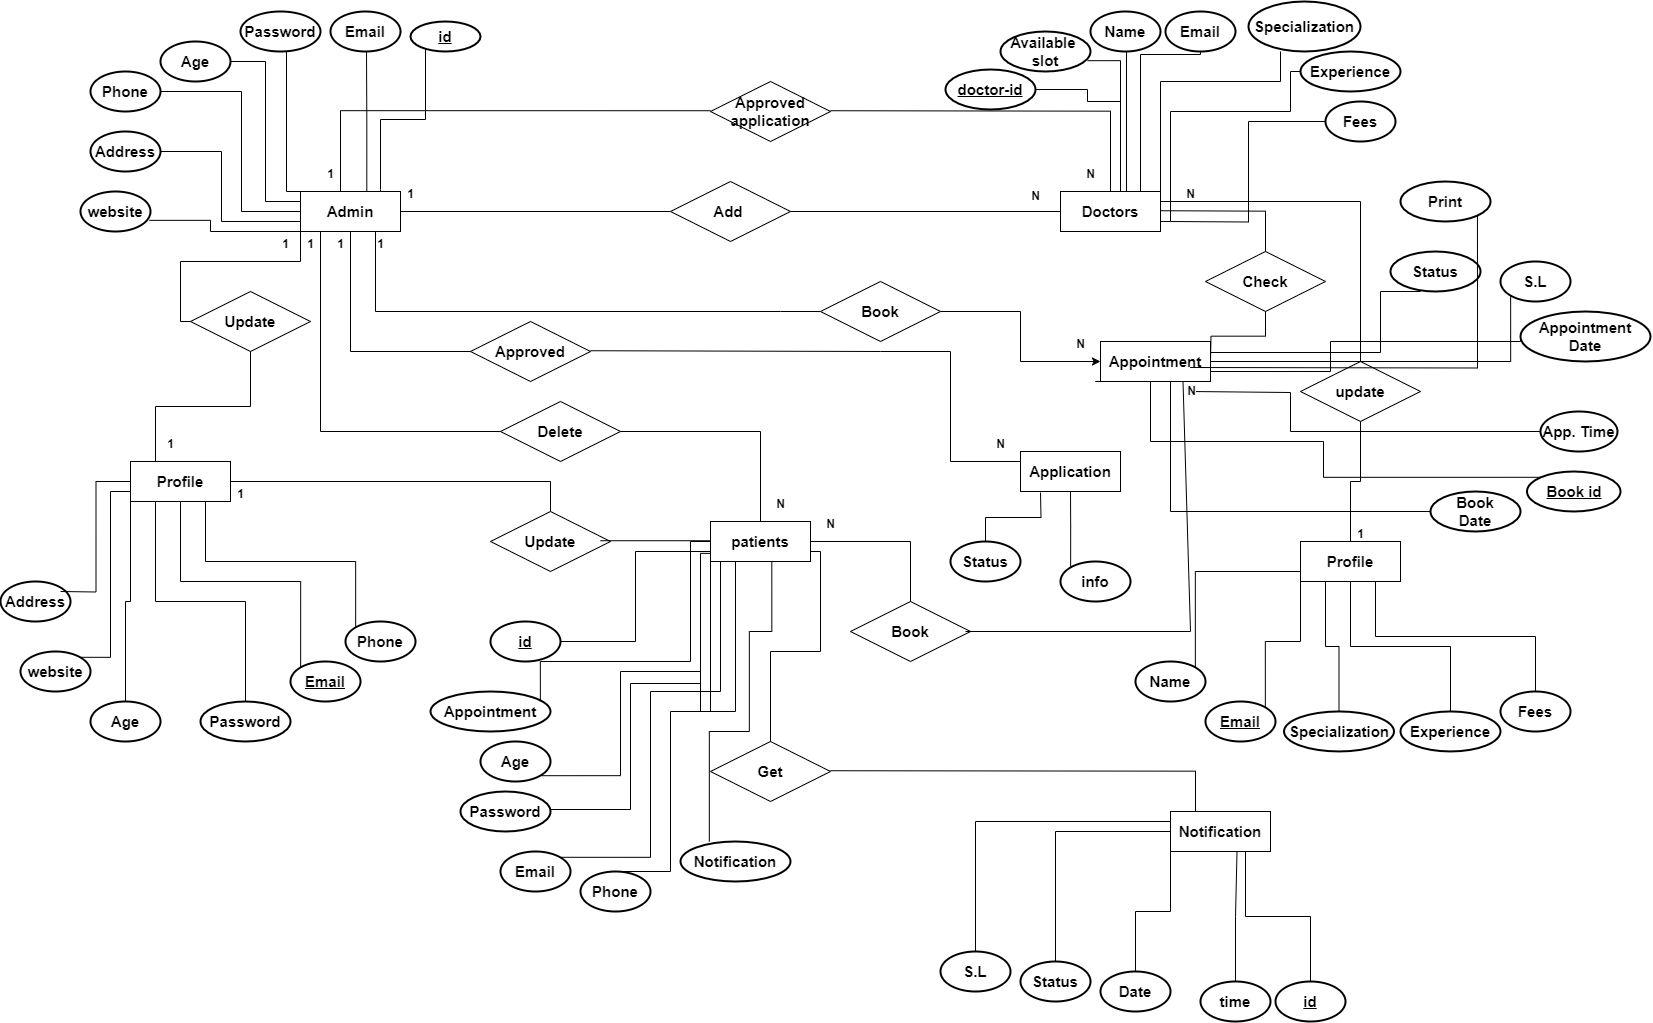 Password
Email
id
Name
Email
Specialization
Available
slot
Age
Experience
Phone
doctor-id
Approved
application
Fees
Address
1
N
1
N
N
website
Admin
Add
Doctors
Print
1
1
1
1
Status
Check
S.L
Update
Book
Appointment
Date
Approved
N
Appointment
N
update
Delete
App. Time
1
N
Profile
Application
1
Book id
N
N
Book
Date
Update
patients
1
Status
Profile
info
Address
id
Book
Phone
website
Email
Name
Age
Password
Appointment
Email
Specialization
Experience
Fees
Age
Get
Password
Notification
Email
Notification
Phone
S.L
Status
Date
time
id